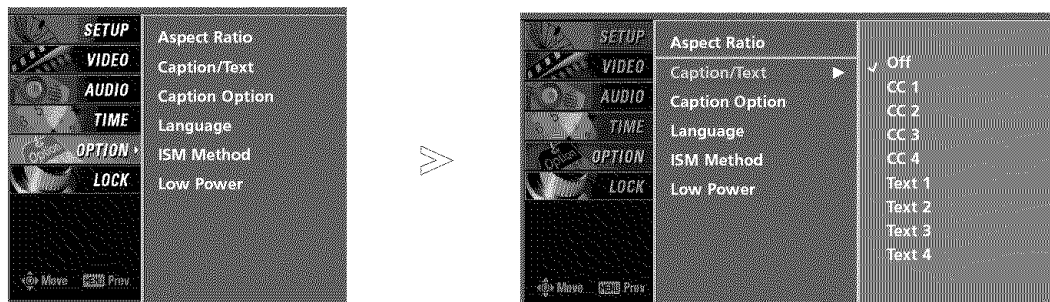 SETUP
VIDEO
AUDIO
TIME
OPTION
LOCK
Move MENU Prev.
Aspect Ratio
Caption/Text
Caption Option
Language
ISM Method
Low Power
SETUP
VIDEO
AUDIO
TIME
OPTION
LOCK
Move MENU Prev.
Aspect Ratio
Caption/Text
Caption Option
Language
ISM Method
Low Power
Off
CC 1
CC 2
CC 3
CC 4
Text 1
Text 2
Text 3
Text 4